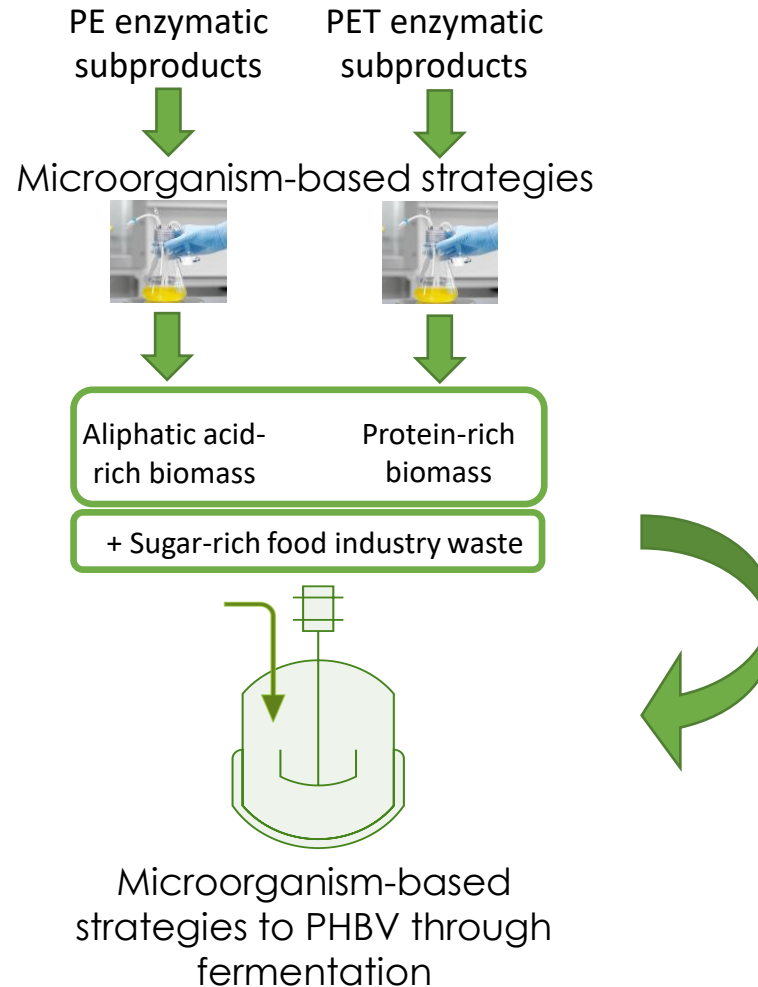 PE enzymatic
subproducts
PET enzymatic
subproducts
Microorganism-based strategies
Aliphatic acid-
rich biomass
Protein-rich
biomass
+ Sugar-rich food industry waste
Microorganism-based
strategies to PHBV through
fermentation